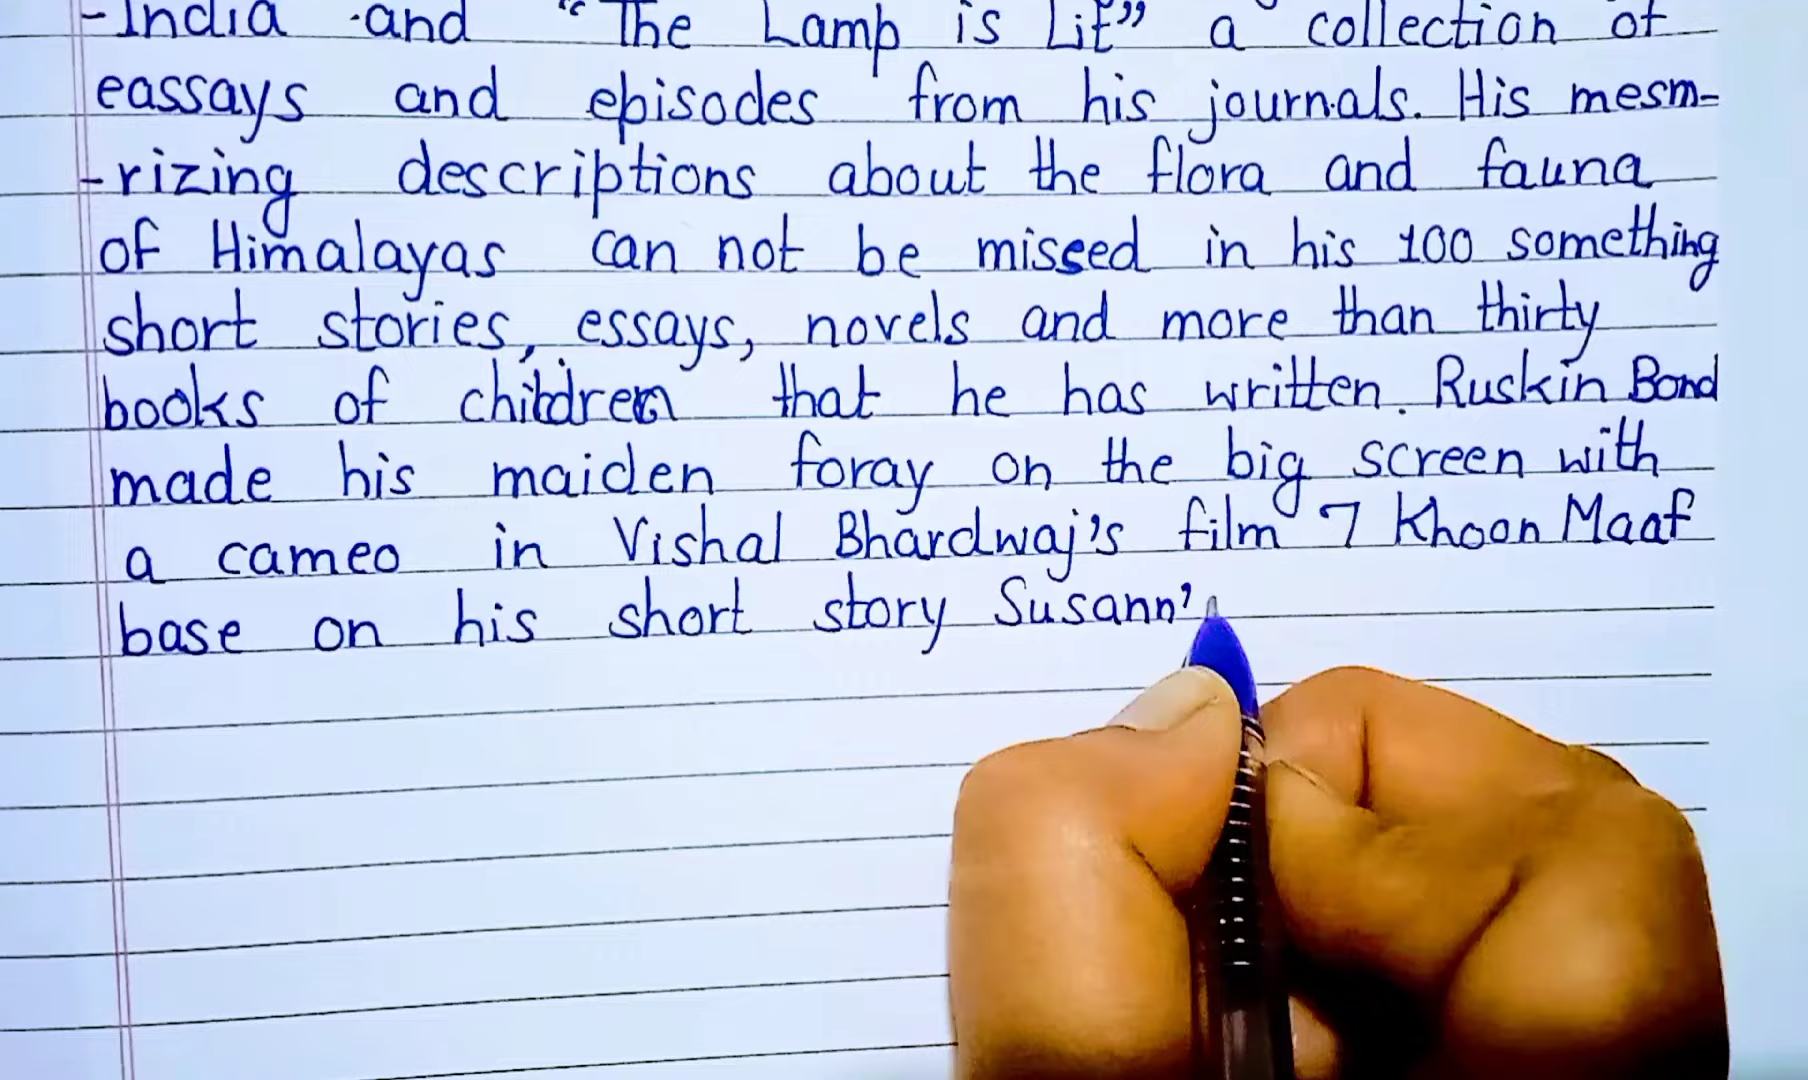 -India and "The Lamp is Lit" a collection of
eassays and episodes from his journals. His mesm-
-rizing descriptions about the flora and fauna
of Himalayas can not be missed in his 100 something
short stories, essays, novels and more than thirty
books of children that he has written. Ruskin Bond
made his maiden foray on the big screen with
a cameo in Vishal Bhardwaj's film 7 Khoon Maaf
base on his short story Susann'